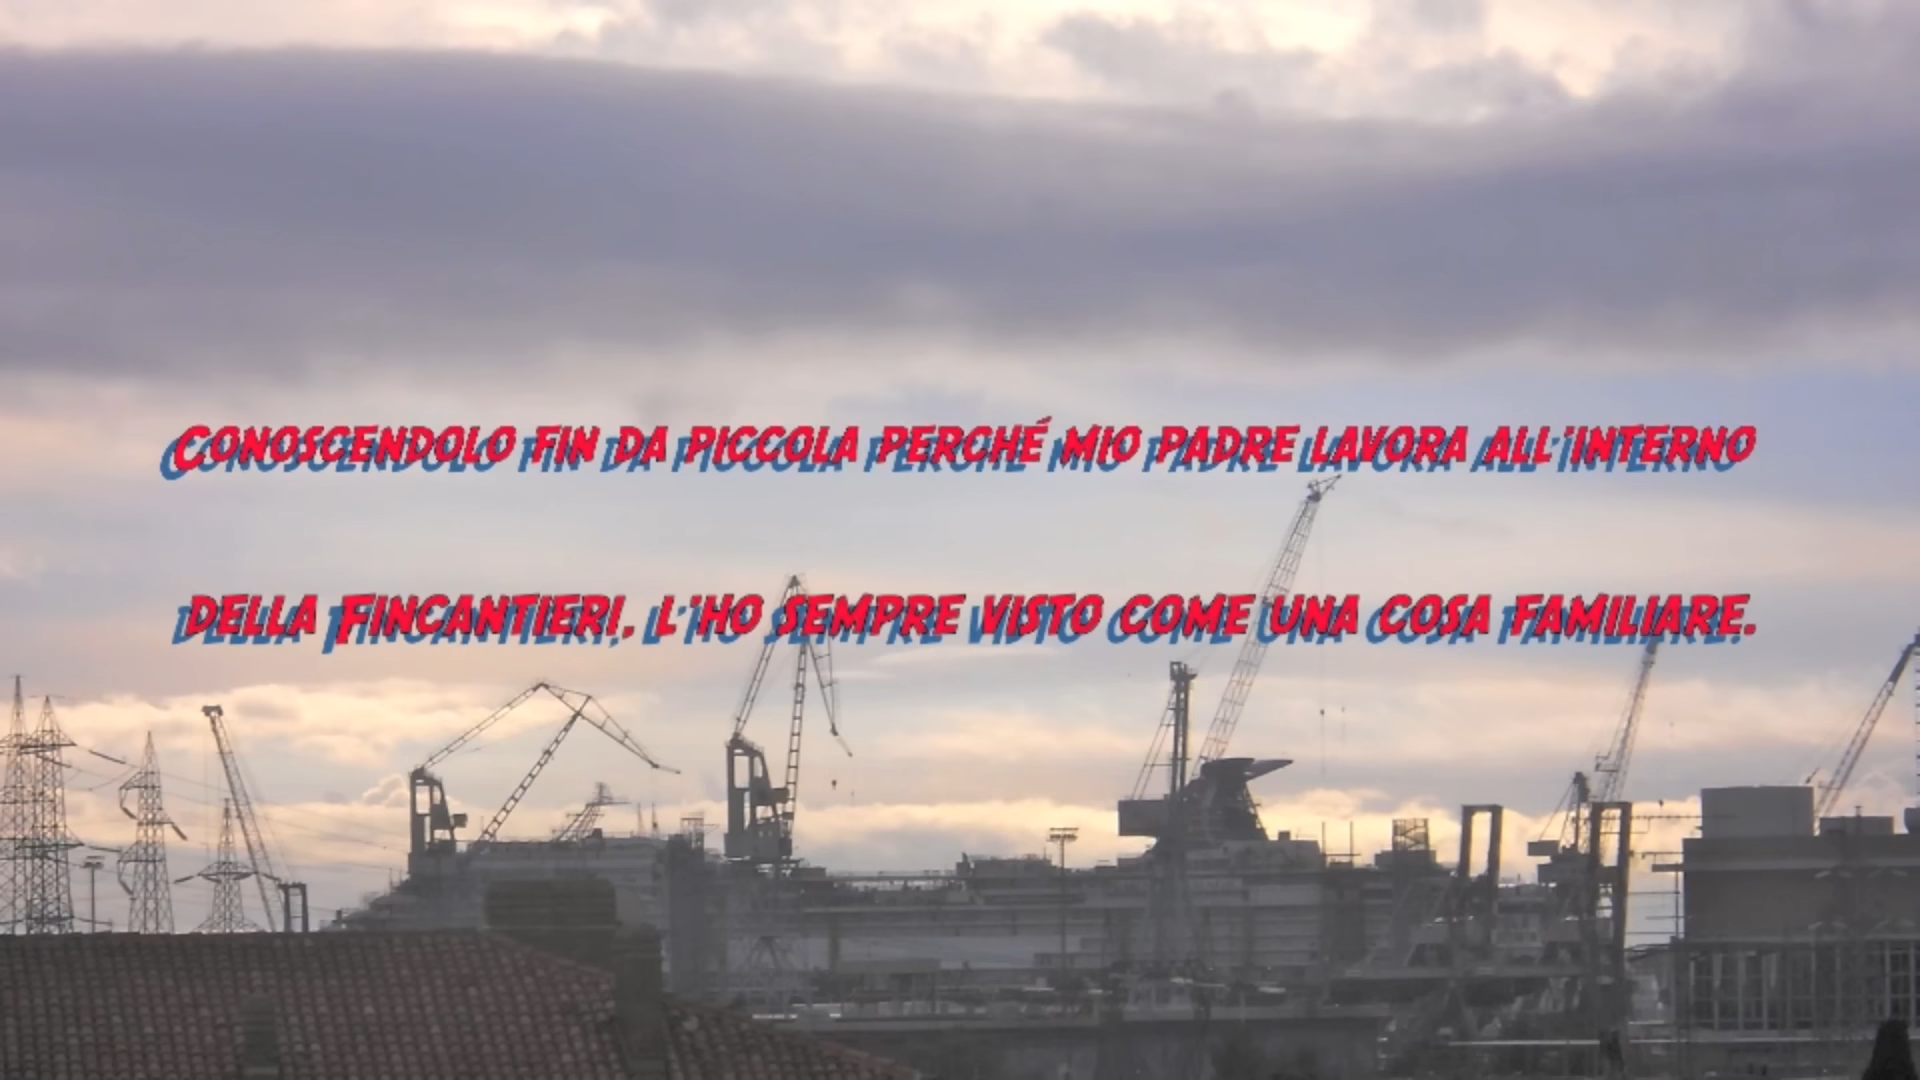 Conoscendolo fin da piccola perché mio padre lavora all'interno
della Fincantieri, l'ho sempre visto come una cosa familiare.